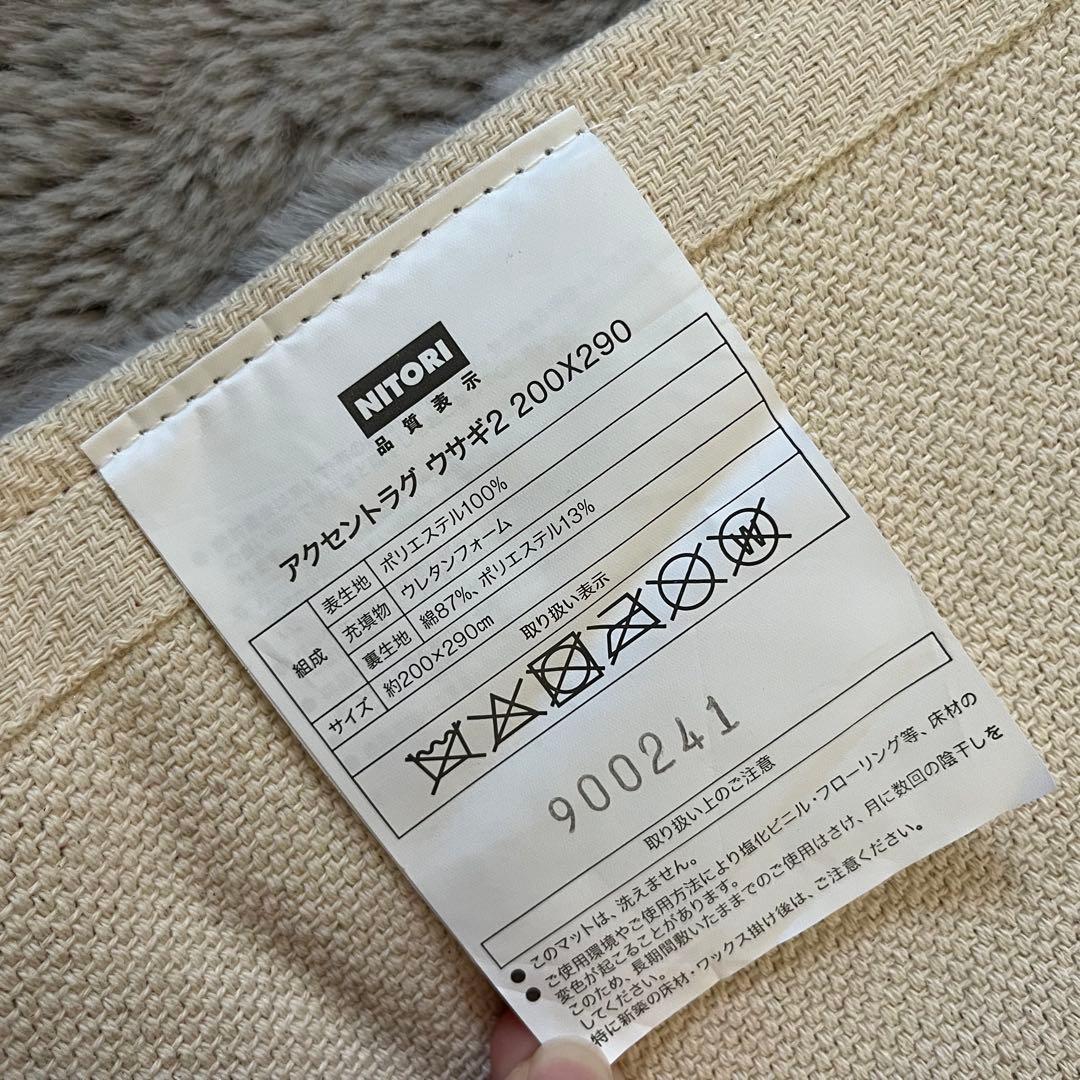 NITORI
品質表示
アクセントラグ ウサギ2 200X290
組成
表生地 ポリエステル100%
充填物 ウレタンフォーム
裏生地 綿87%、ポリエステル13%
サイズ 約200×290cm
取り扱い表示
W
900241
取り扱い上のご注意
●このマットは、洗えません。
●ご使用環境やご使用方法により塩化ビニル・フローリング等、床材の
変色が起こることがあります。
このため、長期間敷いたままでのご使用はさけ、月に数回の陰干しを
してください。
特に新築の床材・ワックス掛け後は、ご注意ください。